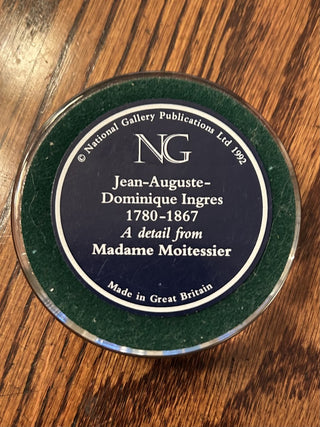 © National Gallery Publications Ltd 1992
NG
Jean-Auguste-
Dominique Ingres
1780-1867
A detail from
Madame Moitessier
Made in Great Britain